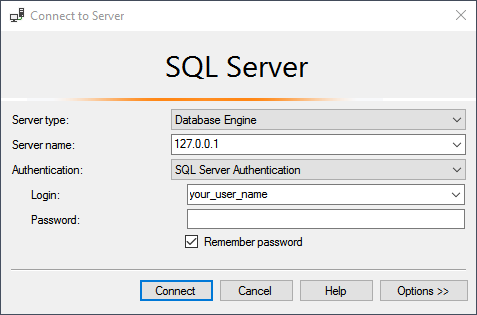 Connect to Server
SQL Server
Server type: Database Engine
Server name: 127.0.0.1
Authentication: SQL Server Authentication
Login: your_user_name
Password:
Remember password
Connect Cancel Help Options >>